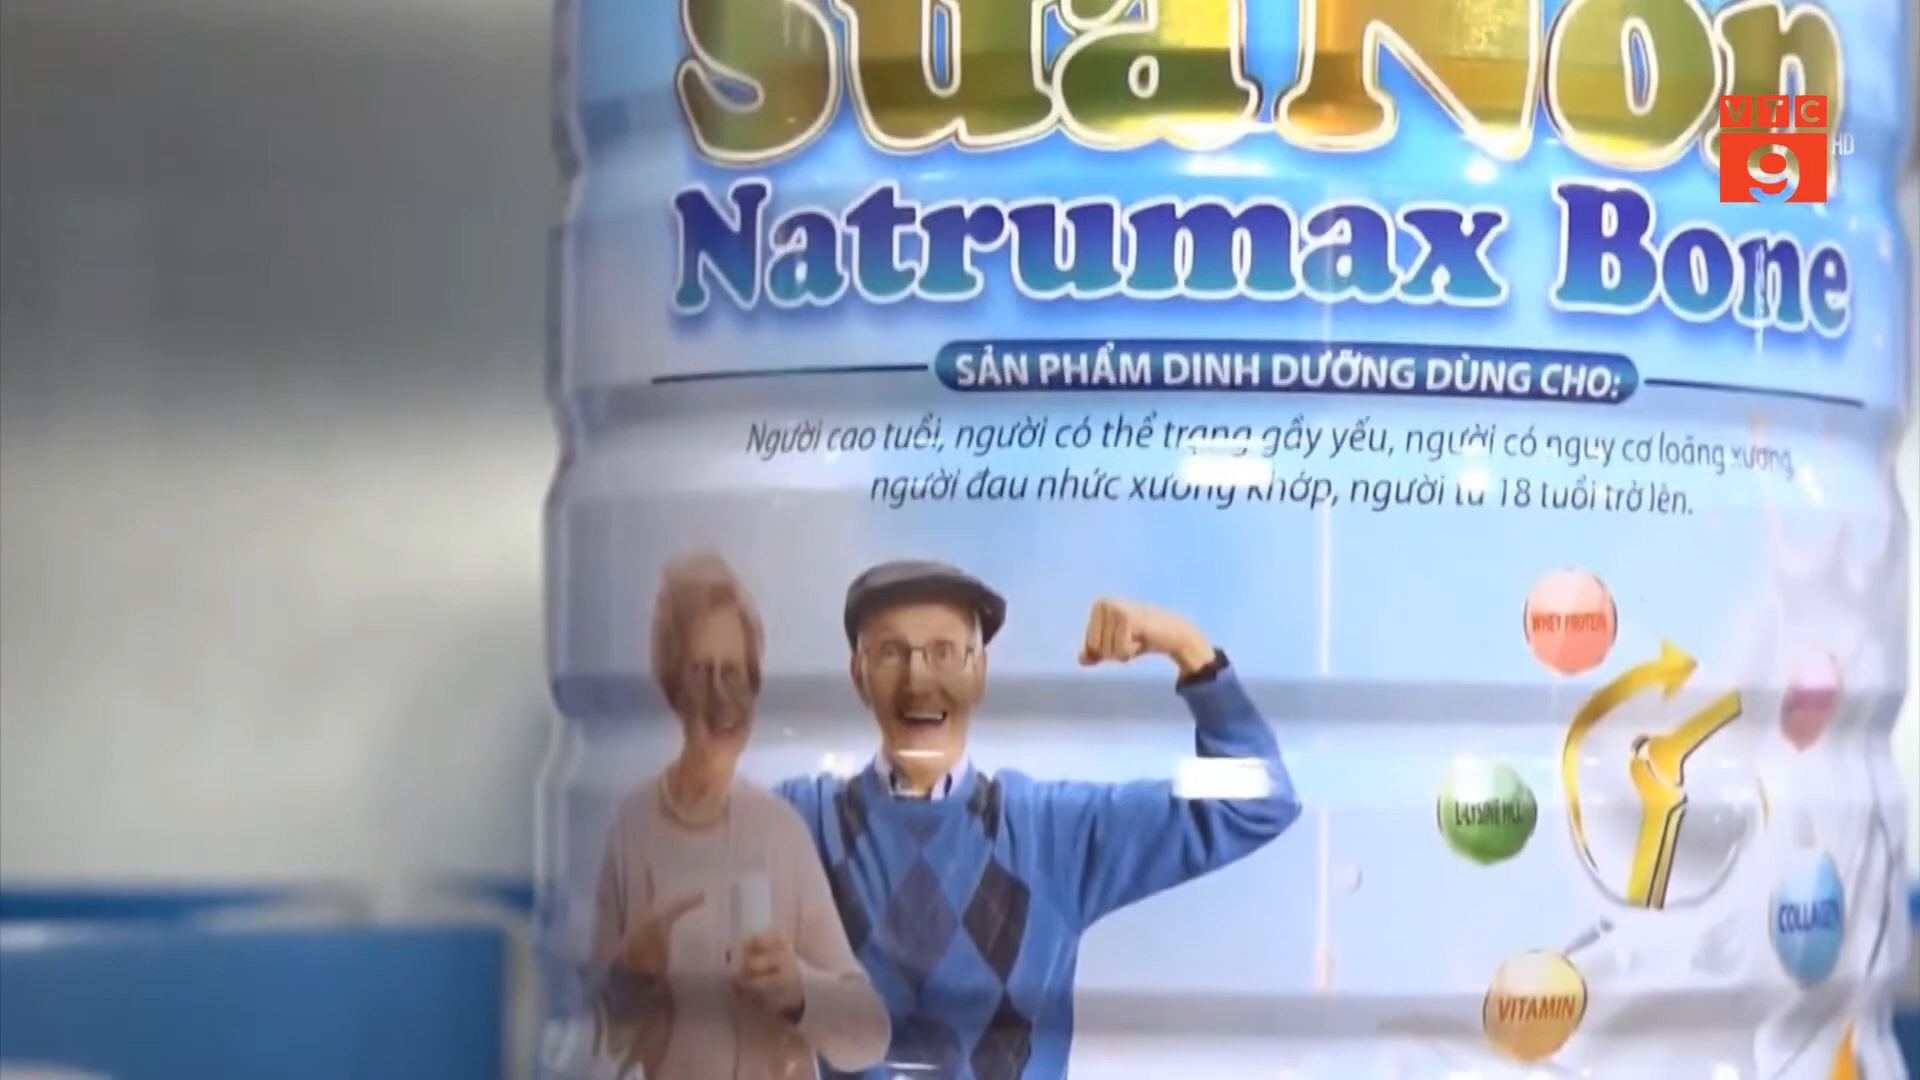 Sữa Non
VTC
9
HD
Natrumax Bone
SẢN PHẨM DINH DƯỠNG DÙNG CHO:
Người cao tuổi, người có thể trạng gầy yếu, người có nguy cơ loãng xương,
người đau nhức xương khớp, người từ 18 tuổi trở lên.
WHEY PROTEIN
L-LYSINE HCL
COLLAGEN
VITAMIN